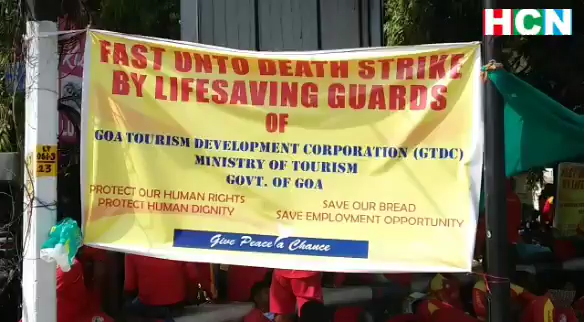 HCN
FAST UNTO DEATH STRIKE
BY LIFESAVING GUARDS
OF
GOA TOURISM DEVELOPMENT CORPORATION (GTDC)
MINISTRY OF TOURISM
GOVT. OF GOA
PROTECT OUR HUMAN RIGHTS
PROTECT HUMAN DIGNITY
SAVE OUR BREAD
SAVE EMPLOYMENT OPPORTUNITY
Give Peace a Chance